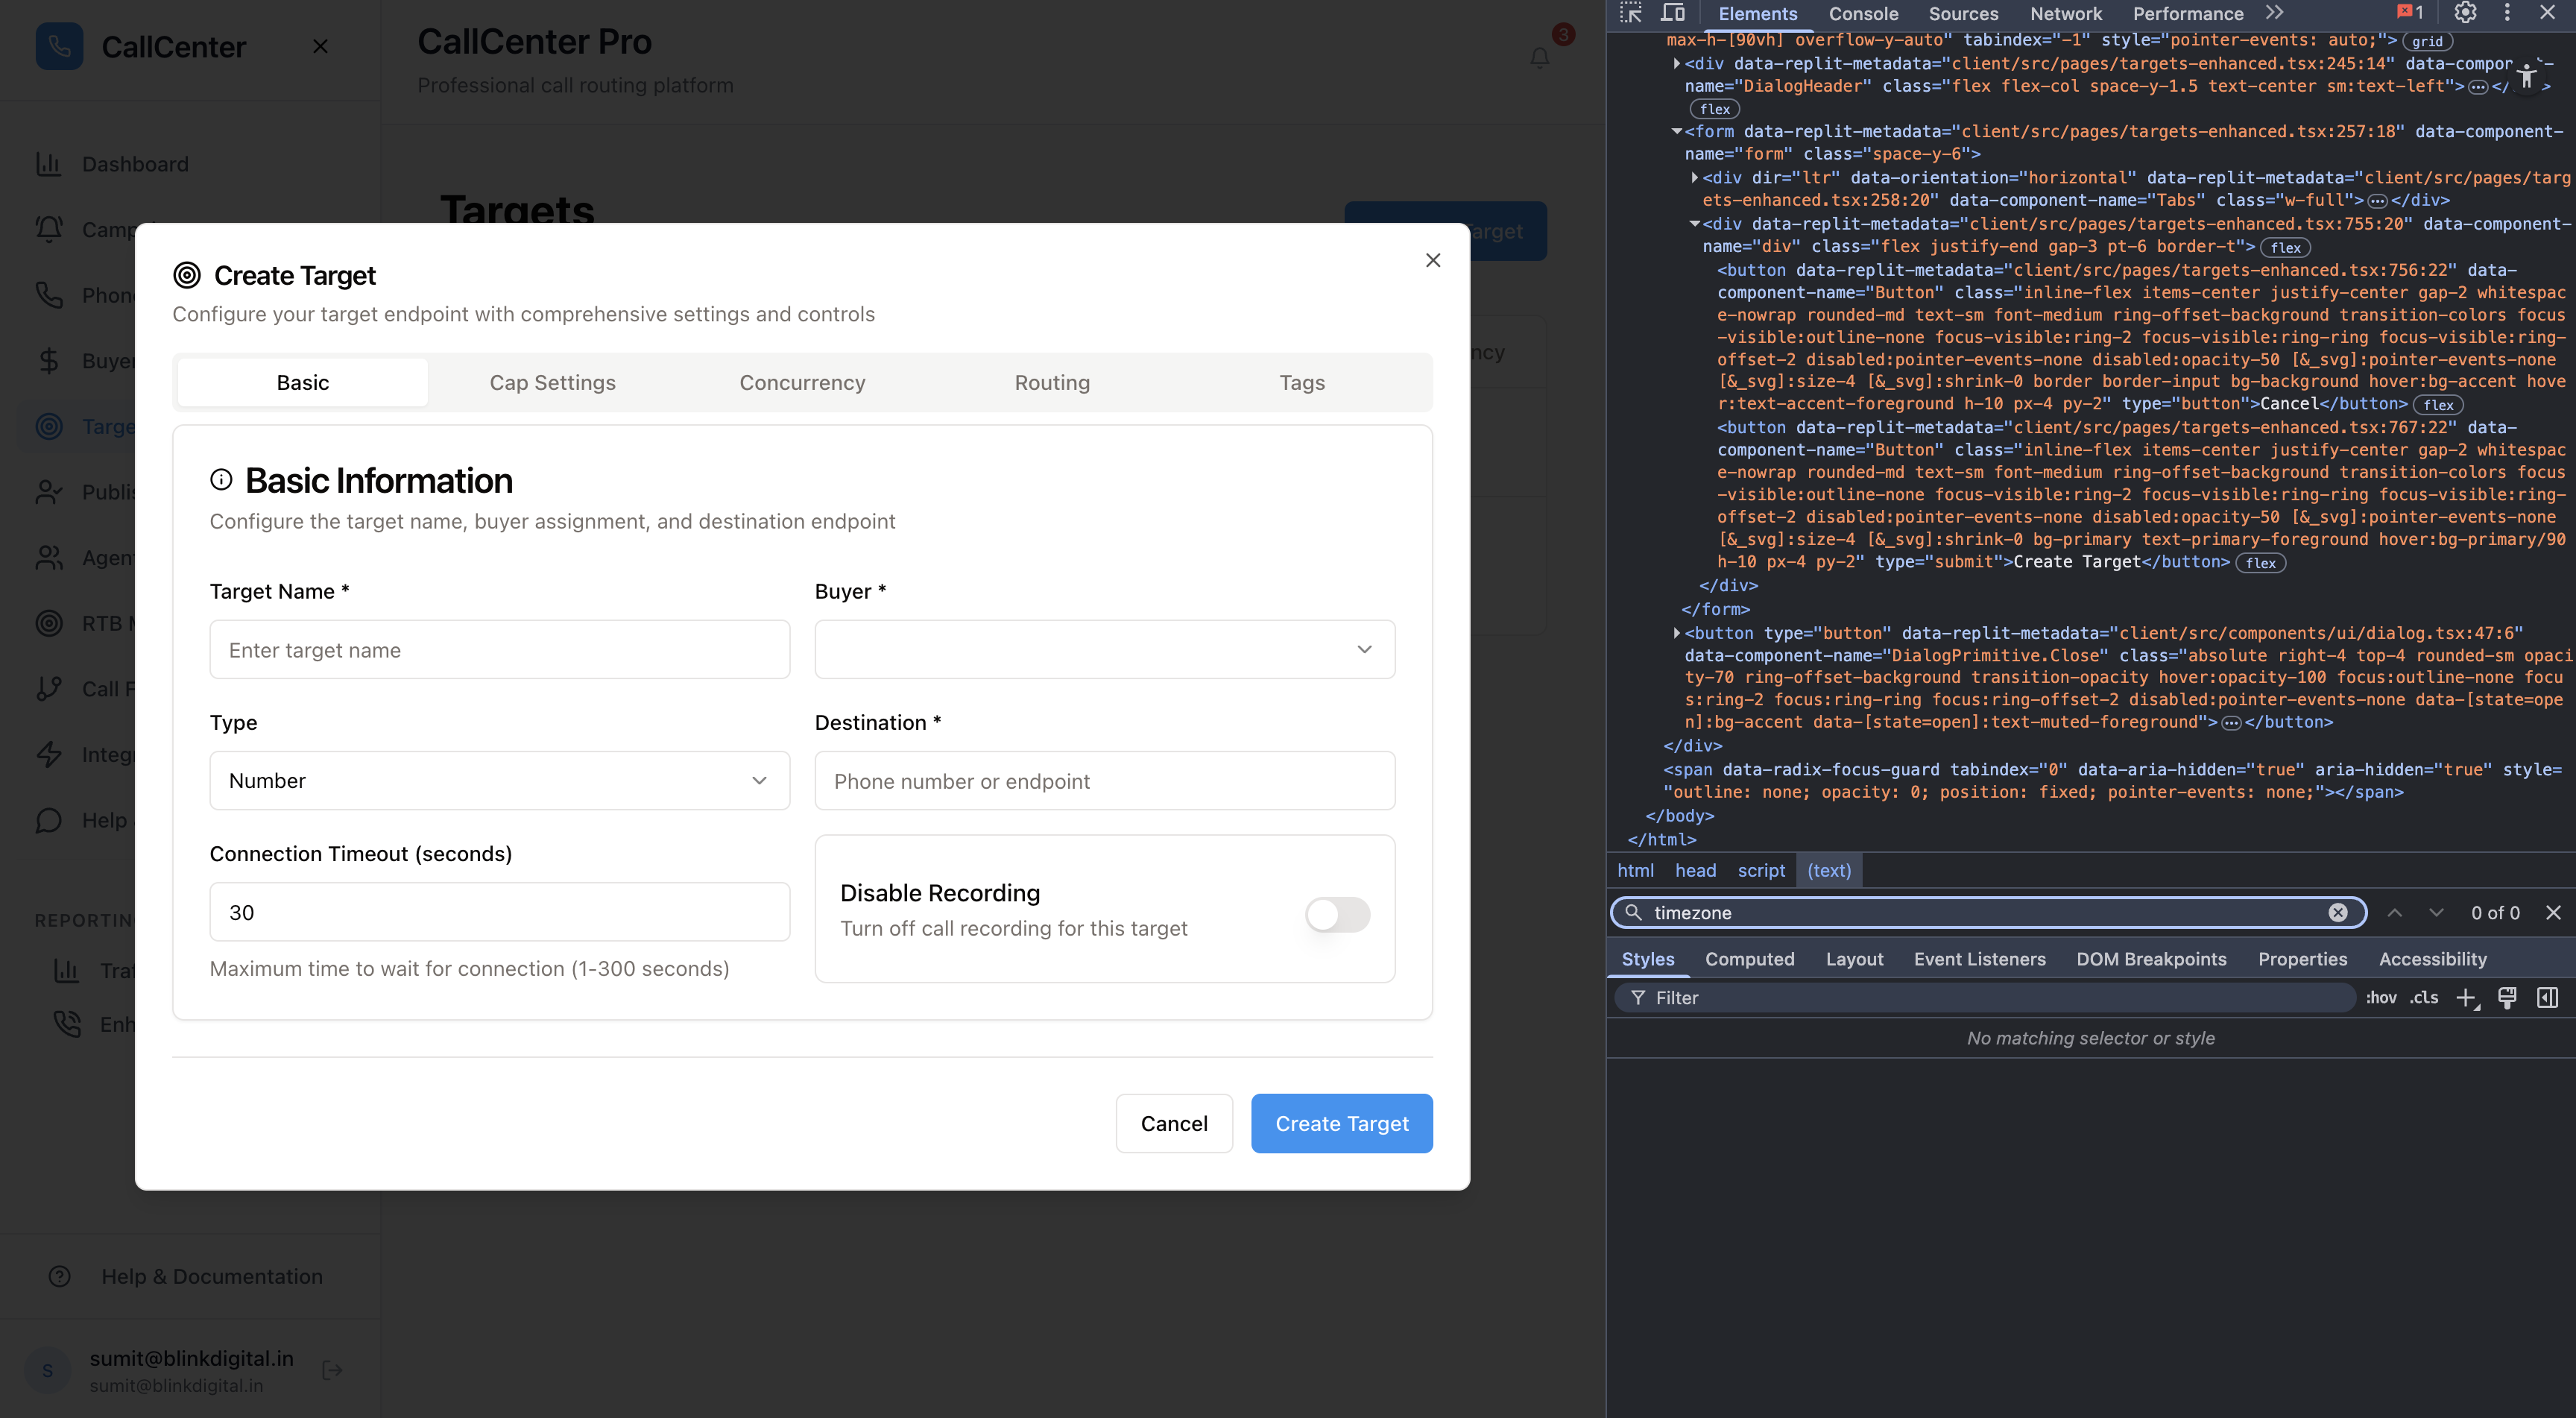 CallCenter
CallCenter Pro
Professional call routing platform
3
Dashboard
Camp
Phon
Buyer
Targe
Publis
Agen
RTB M
Call F
Integ
Help
REPORTIN
Tra
Enh
Help & Documentation
S
sumit@blinkdigital.in
sumit@blinkdigital.in
Targets
arget
ncy
Create Target
Configure your target endpoint with comprehensive settings and controls
Basic
Cap Settings
Concurrency
Routing
Tags
Basic Information
Configure the target name, buyer assignment, and destination endpoint
Target Name *
Buyer *
Enter target name
Type
Destination *
Number
Phone number or endpoint
Connection Timeout (seconds)
30
Maximum time to wait for connection (1-300 seconds)
Disable Recording
Turn off call recording for this target
Cancel
Create Target
Elements
Console
Sources
Network
Performance
1
max-h-[90vh] overflow-y-auto" tabindex="-1" style="pointer-events: auto;"> grid
<div data-replit-metadata="client/src/pages/targets-enhanced.tsx:245:14" data-compon
name="DialogHeader" class="flex flex-col space-y-1.5 text-center sm:text-left">
flex
<form data-replit-metadata="client/src/pages/targets-enhanced.tsx:257:18" data-component-
name="form" class="space-y-6">
<div dir="ltr" data-orientation="horizontal" data-replit-metadata="client/src/pages/targ
ets-enhanced.tsx:258:20" data-component-name="Tabs" class="w-full">…</div>
<div data-replit-metadata="client/src/pages/targets-enhanced.tsx:755:20" data-component-
name="div" class="flex justify-end gap-3 pt-6 border-t"> flex
<button data-replit-metadata="client/src/pages/targets-enhanced.tsx:756:22" data-
component-name="Button" class="inline-flex items-center justify-center gap-2 whitespac
e-nowrap rounded-md text-sm font-medium ring-offset-background transition-colors focus
-visible:outline-none focus-visible:ring-2 focus-visible:ring-ring focus-visible:ring-
offset-2 disabled:pointer-events-none disabled:opacity-50 [&_svg]:pointer-events-none
[&_svg]:size-4 [&_svg]:shrink-0 border border-input bg-background hover:bg-accent hove
r:text-accent-foreground h-10 px-4 py-2" type="button">Cancel</button> flex
<button data-replit-metadata="client/src/pages/targets-enhanced.tsx:767:22" data-
component-name="Button" class="inline-flex items-center justify-center gap-2 whitespac
e-nowrap rounded-md text-sm font-medium ring-offset-background transition-colors focus
-visible:outline-none focus-visible:ring-2 focus-visible:ring-ring focus-visible:ring-
offset-2 disabled:pointer-events-none disabled:opacity-50 [&_svg]:pointer-events-none
[&_svg]:size-4 [&_svg]:shrink-0 bg-primary text-primary-foreground hover:bg-primary/90
h-10 px-4 py-2" type="submit">Create Target</button> flex
</div>
</form>
<button type="button" data-replit-metadata="client/src/components/ui/dialog.tsx:47:6"
data-component-name="DialogPrimitive.Close" class="absolute right-4 top-4 rounded-sm opaci
ty-70 ring-offset-background transition-opacity hover:opacity-100 focus:outline-none focu
s:ring-2 focus:ring-ring focus:ring-offset-2 disabled:pointer-events-none data-[state=ope
n]:bg-accent data-[state=open]:text-muted-foreground">…</button>
</div>
<span data-radix-focus-guard tabindex="0" data-aria-hidden="true" aria-hidden="true" style=
"outline: none; opacity: 0; position: fixed; pointer-events: none;"></span>
</body>
</html>
html
head
script
(text)
timezone
0 of 0
Styles
Computed
Layout
Event Listeners
DOM Breakpoints
Properties
Accessibility
Filter
:hov
.cls
No matching selector or style